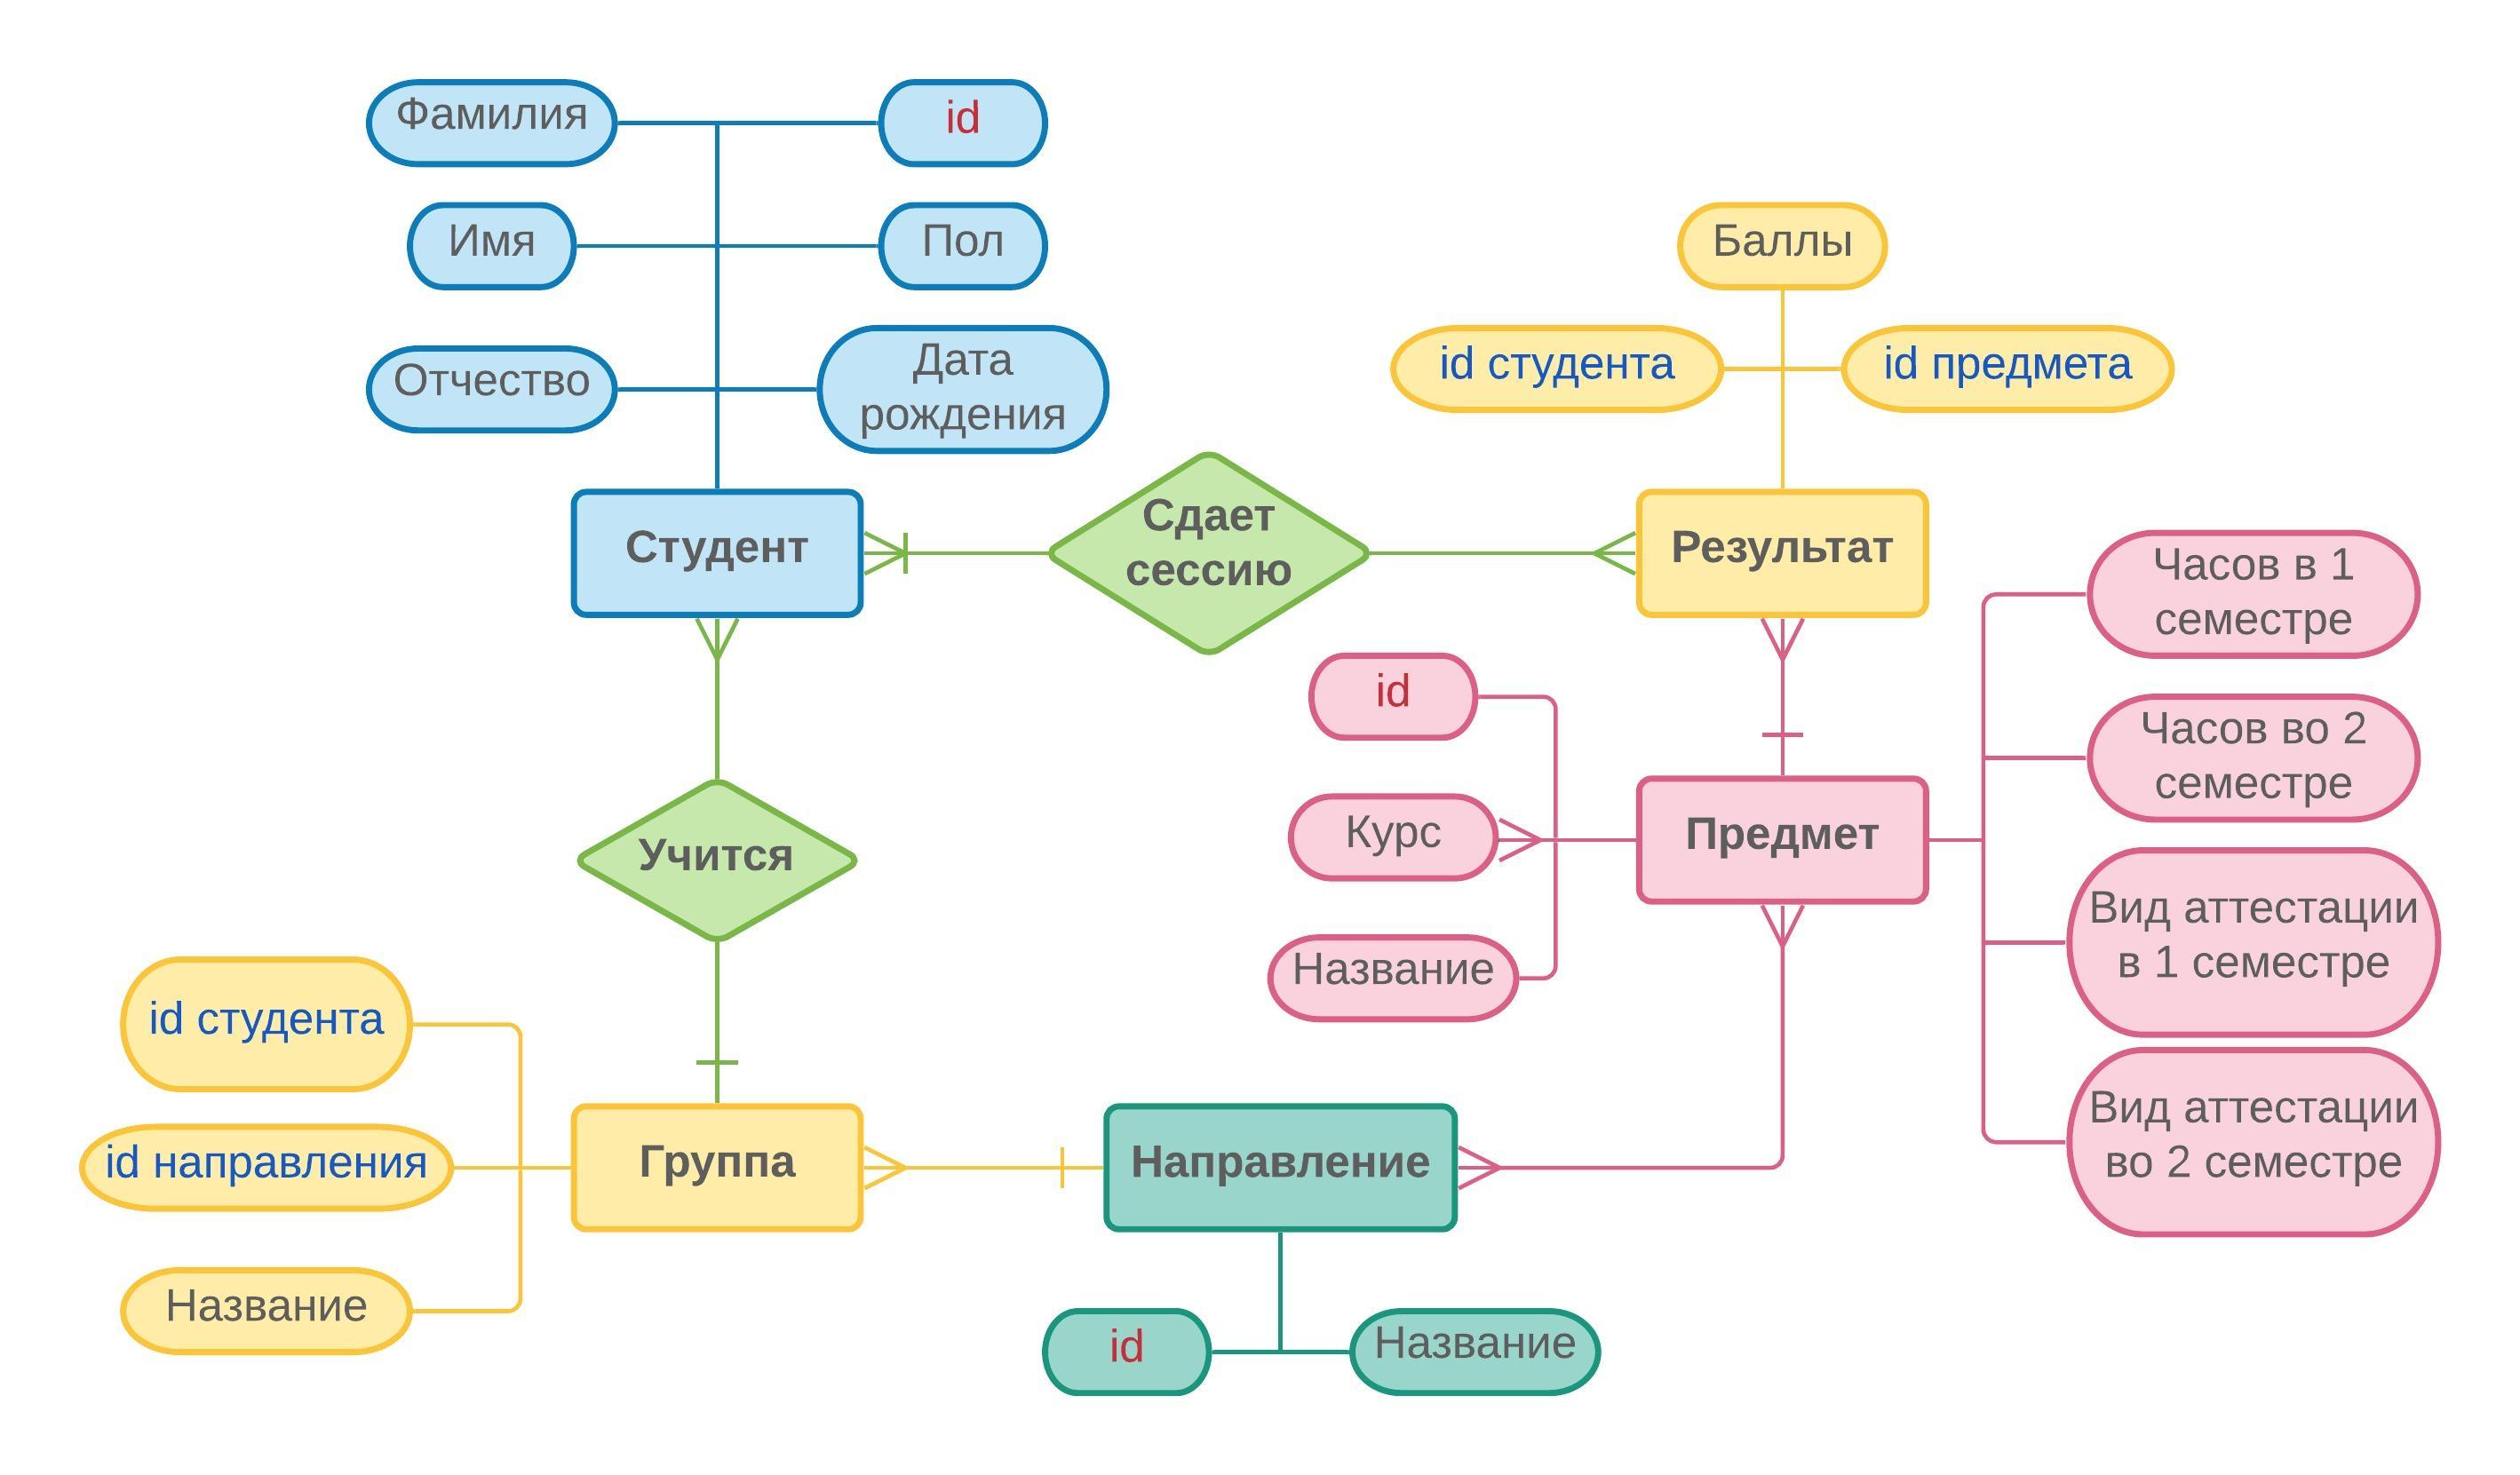 Фамилия
id
Имя
Пол
Отчество
Дата
рождения
Баллы
id студента
id предмета
Студент
Сдает
сессию
Результат
Часов в 1
семестре
id
Часов во 2
семестре
Курс
Предмет
Учится
Название
Вид аттестации
в 1 семестре
id студента
id направления
Группа
Направление
Вид аттестации
во 2 семестре
Название
id
Название